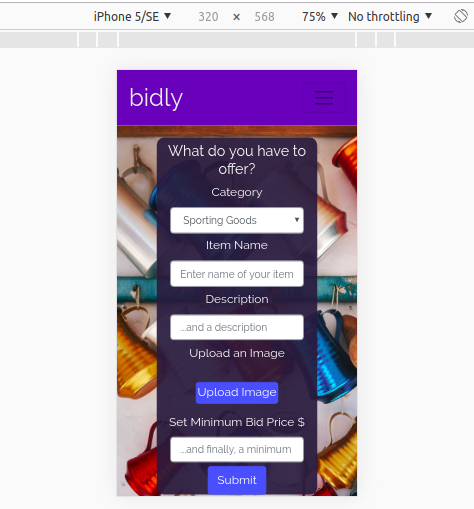 iPhone 5/SE ▼ 320 × 568 75% ▼ No throttling ▼
bidly
What do you have to
offer?
Category
Sporting Goods
Item Name
Enter name of your item
Description
...and a description
Upload an Image
Upload Image
Set Minimum Bid Price $
...and finally, a minimum
Submit